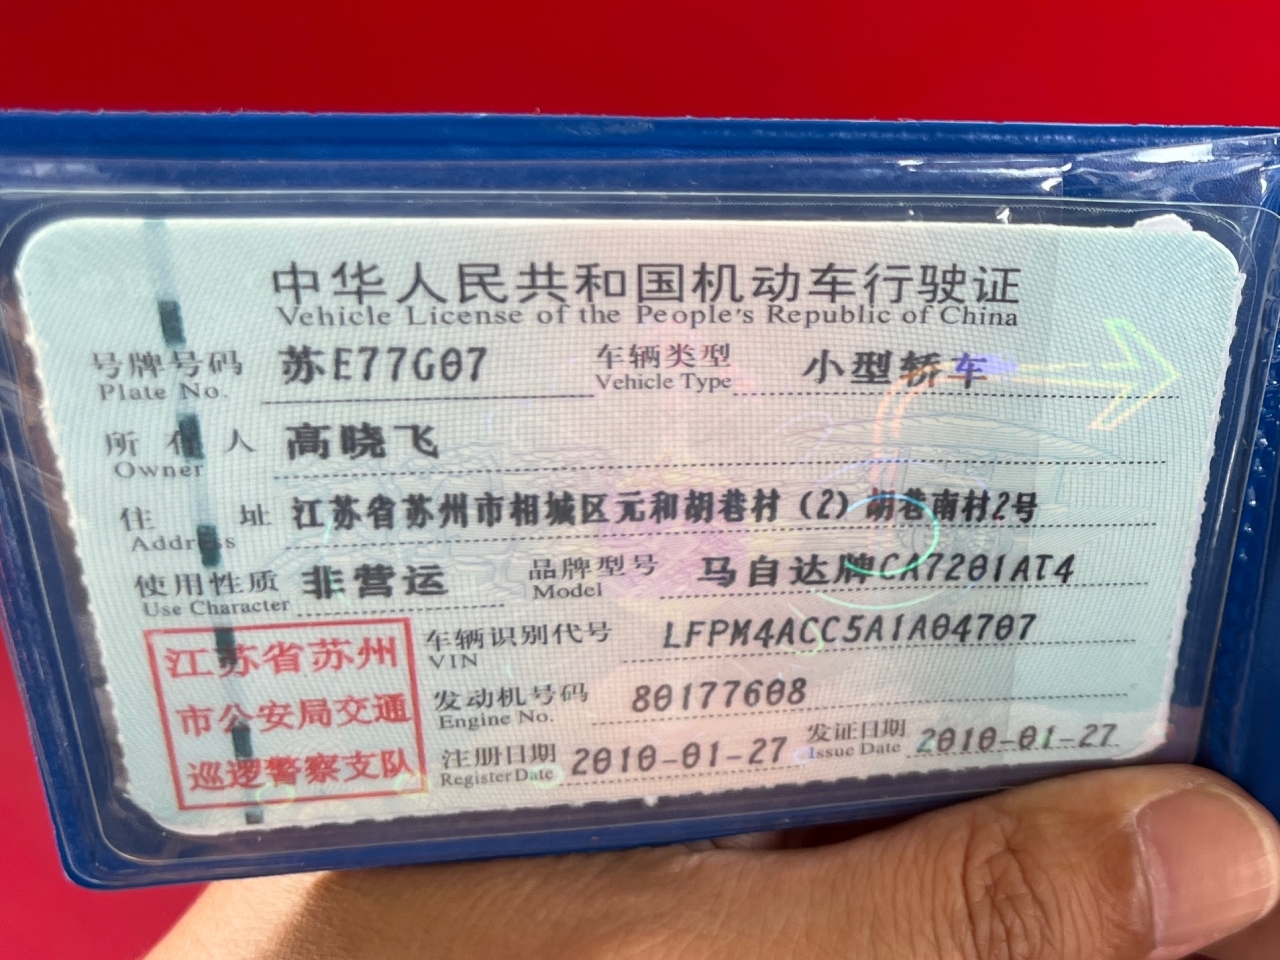 中华人民共和国机动车行驶证
Vehicle License of the People's Republic of China
号牌号码 苏E77G07 车辆类型 小型轿车
Plate No. Vehicle Type
所有人 高晓飞
Owner
住址 江苏省苏州市相城区元和胡巷村（2）胡巷南村2号
Address
使用性质 非营运 品牌型号 马自达牌CA7201AT4
Use Character Model
江苏省苏州
市公安局交通
巡逻警察支队
车辆识别代号 LFPM4ACC5A1A04707
VIN
发动机号码 80177608
Engine No.
注册日期 2010-01-27 发证日期 2010-01-27
Register Date Issue Date